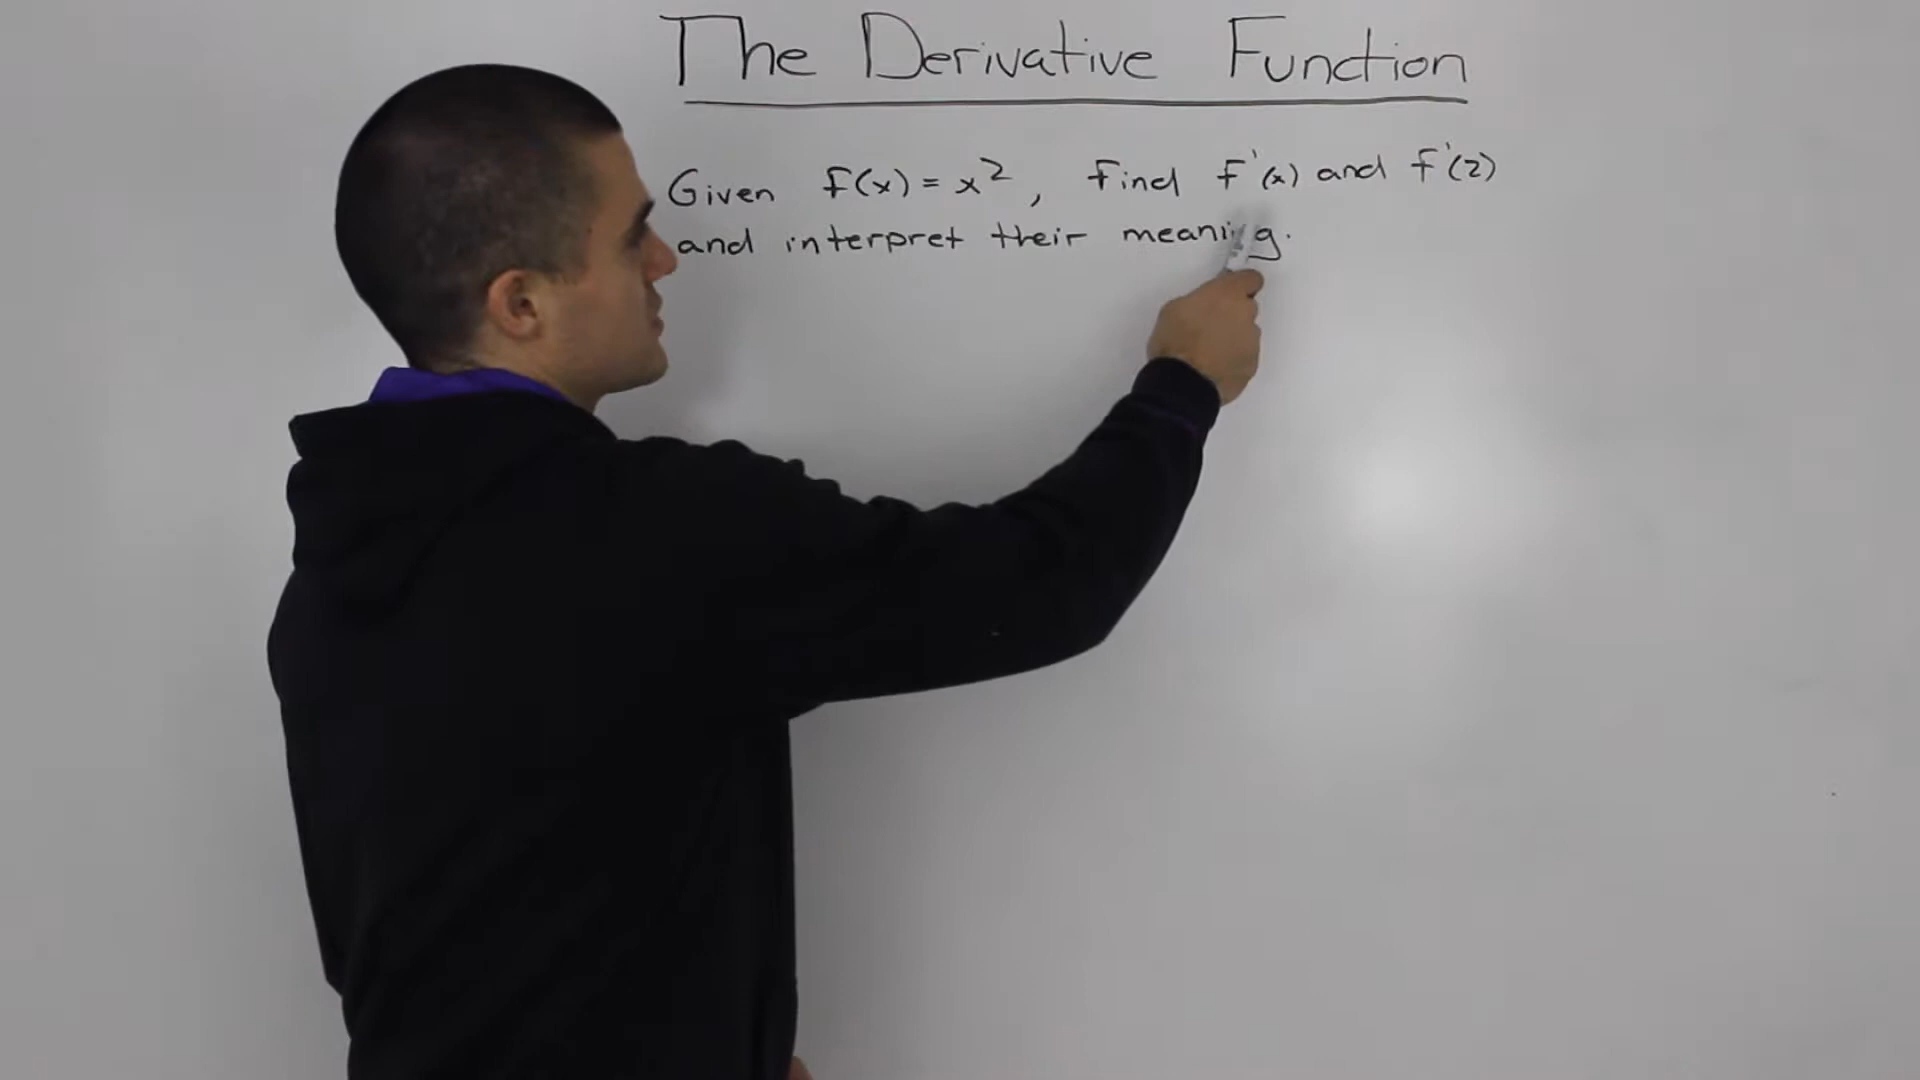 The Derivative Function
Given f(x) = x², Find f'(x) and f'(2)
and interpret their meaning.